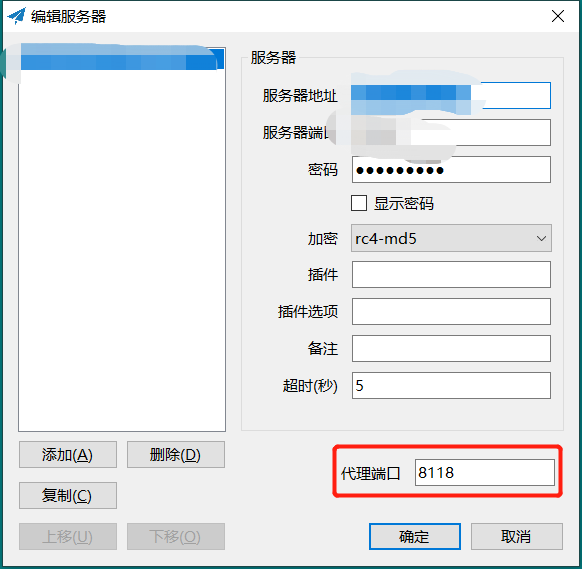 编辑服务器
服务器
服务器地址
服务器端口
密码
●●●●●●●●●
显示密码
加密 rc4-md5
插件
插件选项
备注
超时(秒) 5
添加(A) 删除(D)
代理端口 8118
复制(C)
上移(U) 下移(O)
确定 取消